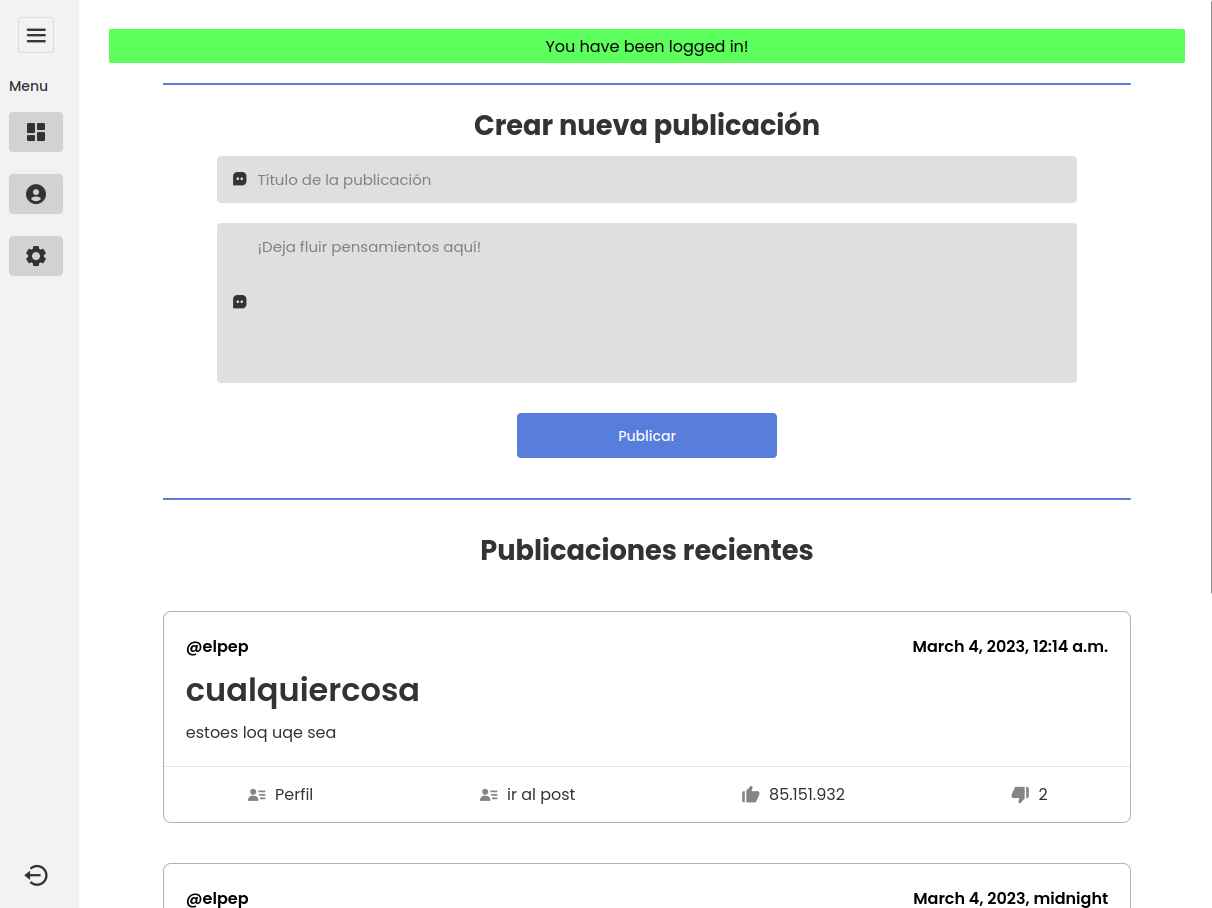 You have been logged in!
Menu
Crear nueva publicación
Título de la publicación
¡Deja fluir pensamientos aquí!
Publicar
Publicaciones recientes
@elpep March 4, 2023, 12:14 a.m.
cualquiercosa
estoes loq uqe sea
Perfil ir al post 85.151.932 2
@elpep March 4, 2023, midnight